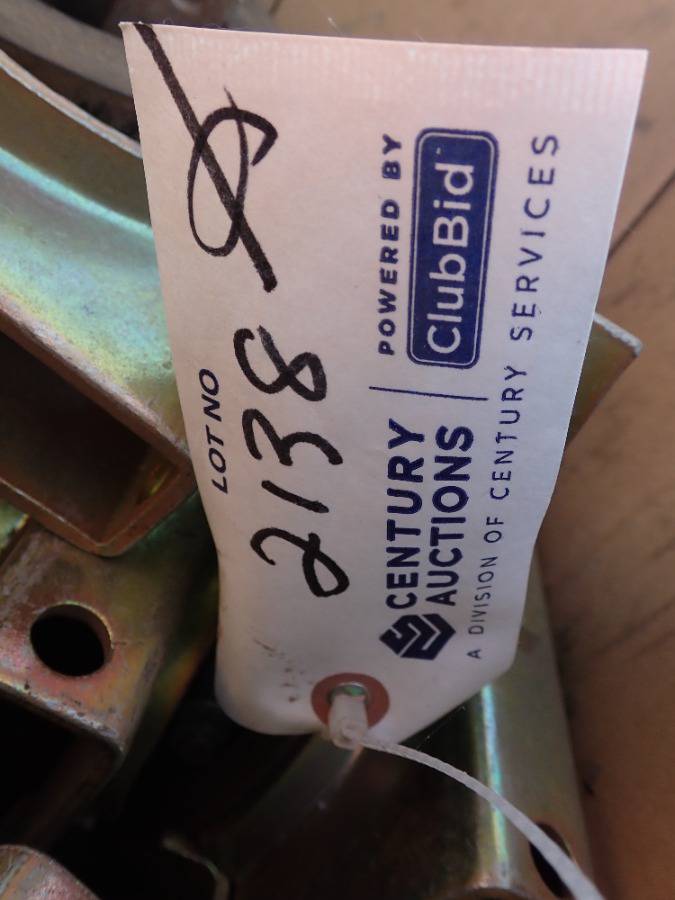 LOT NO
2138
CENTURY
AUCTIONS
POWERED BY
ClubBid
A DIVISION OF CENTURY SERVICES